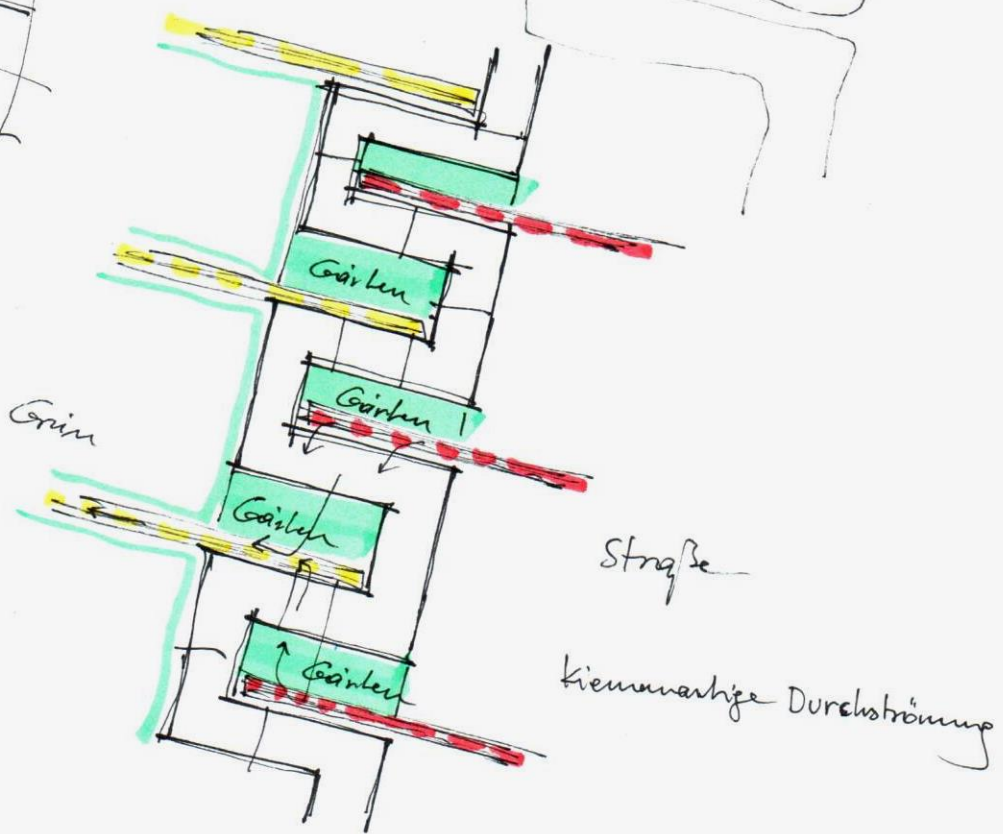 Gärten
Gärten
Grün
Gärten
Straße
Gärten
Kiemenartige Durchströmung